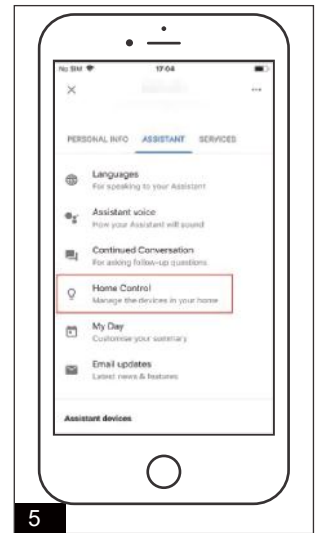 No SIM 17:04
PERSONAL INFO ASSISTANT SERVICES
Languages
For speaking to your Assistant
Assistant voice
How your Assistant will sound
Continued Conversation
For asking follow-up questions
Home Control
Manage the devices in your home
My Day
Customise your summary
Email updates
Latest news & features
Assistant devices
5